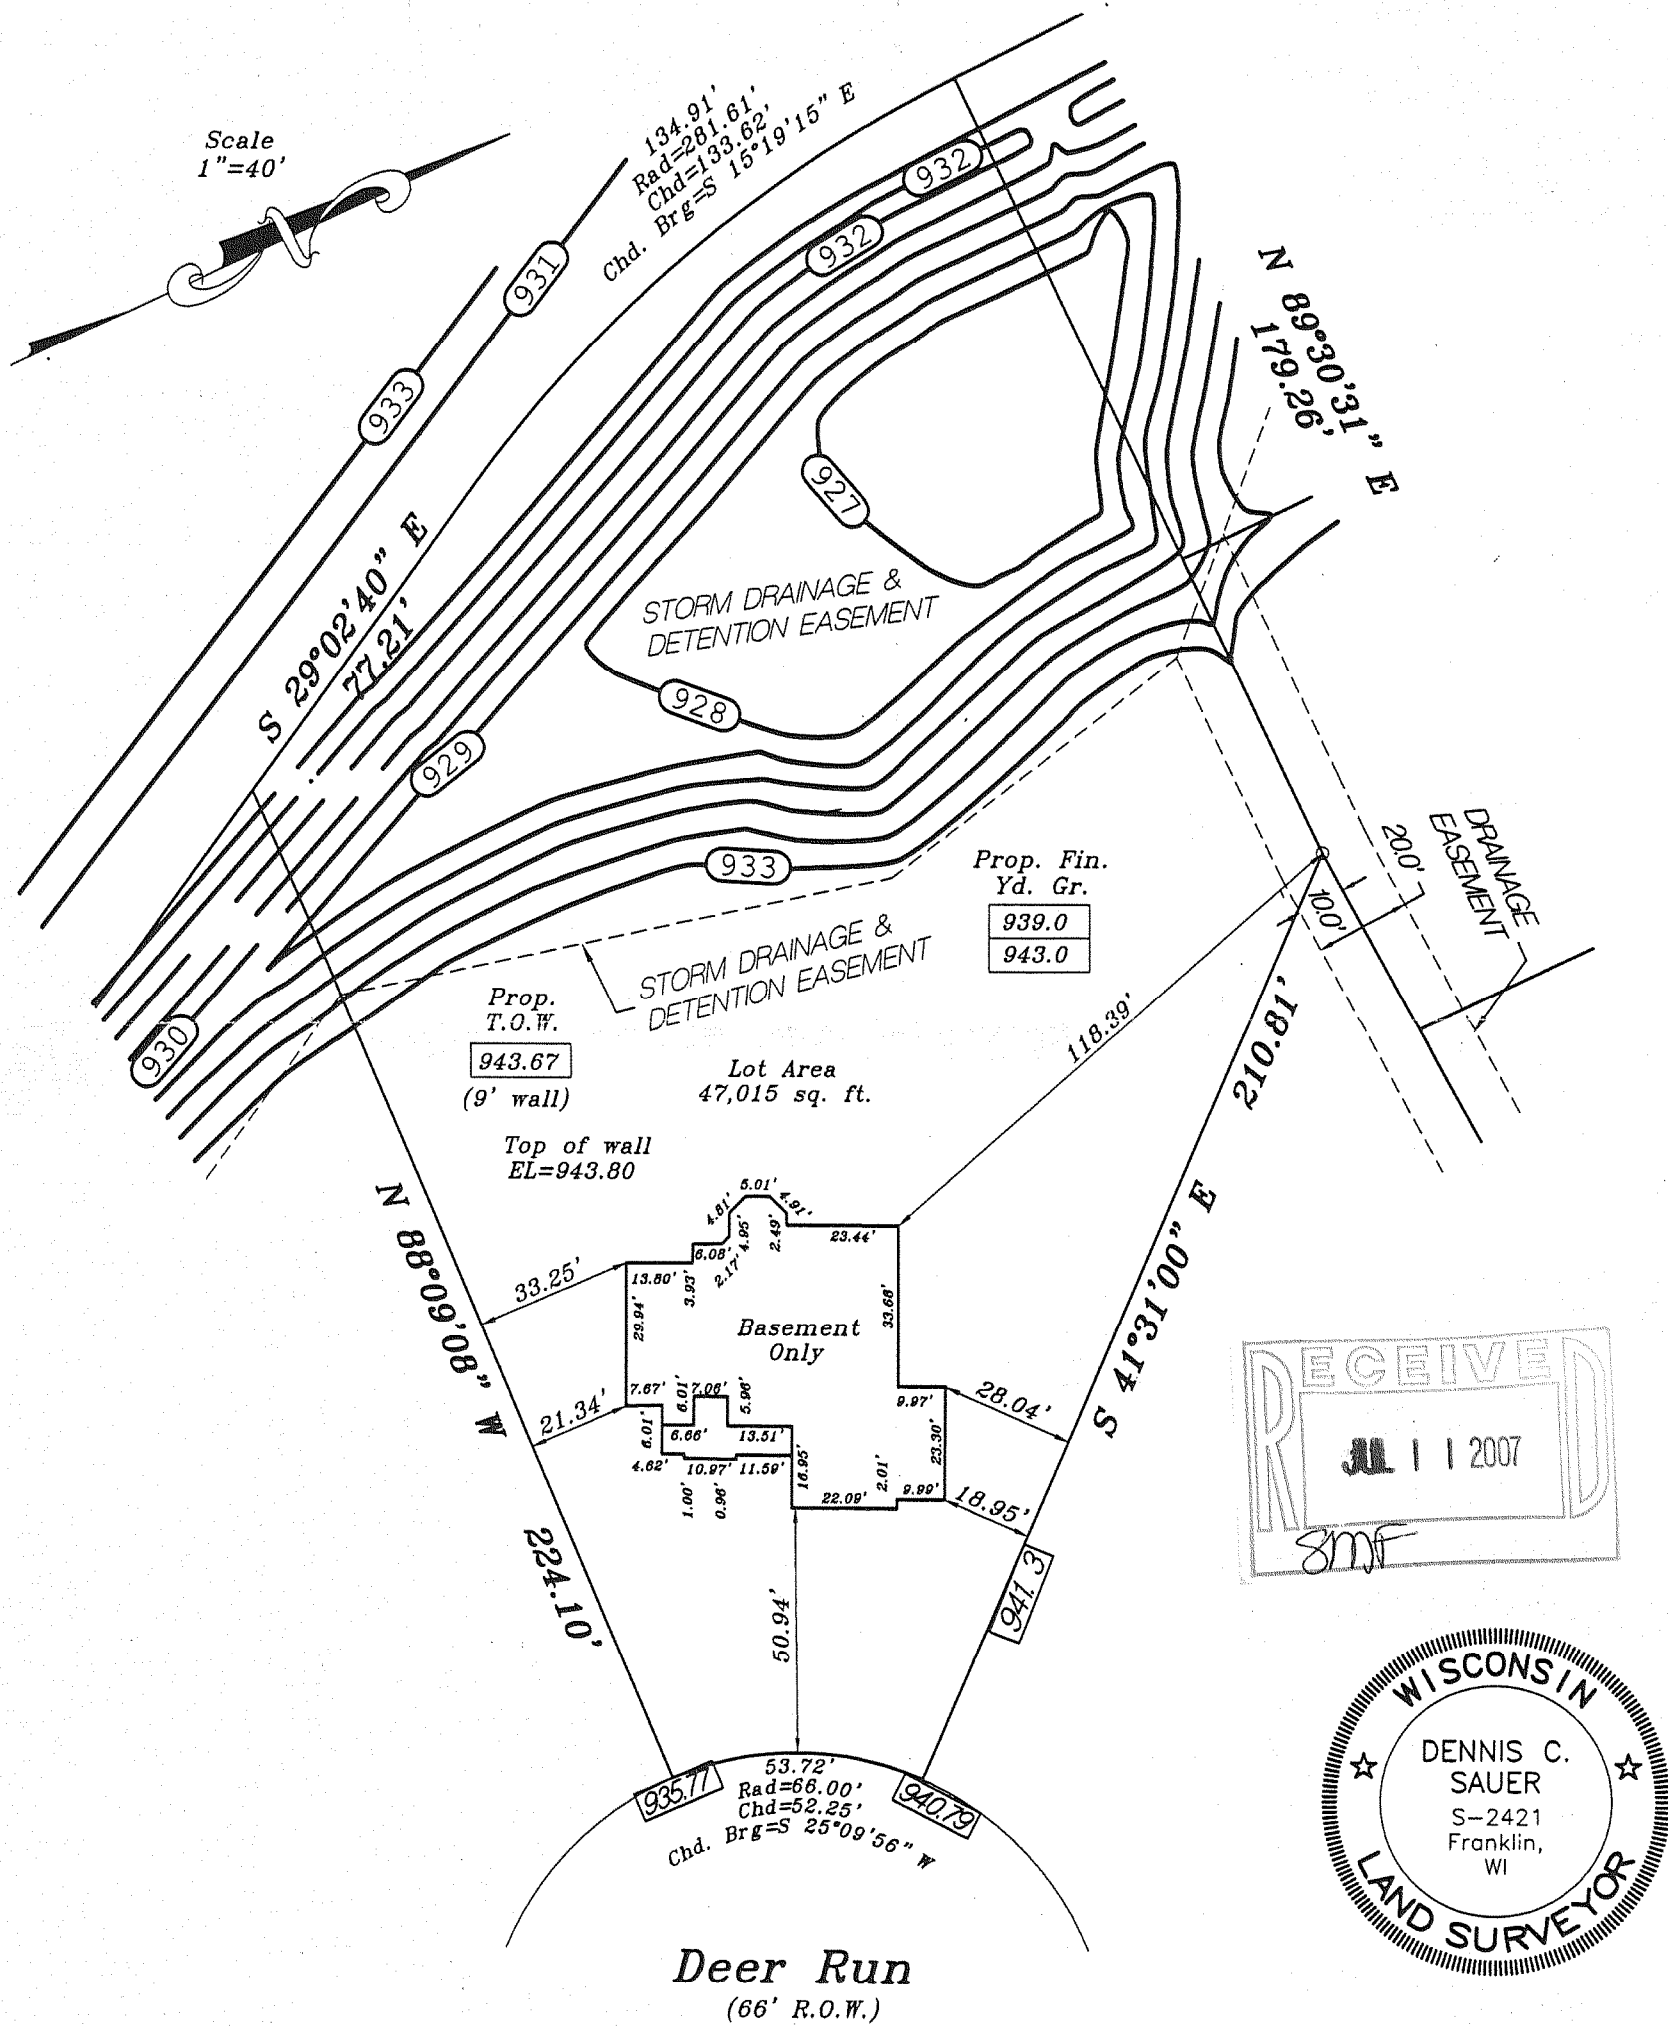 Scale
1"=40'
134.91'
Rad=281.61'
Chd=133.62'
Chd. Brg=S 15°19'15" E
932
932
931
933
N 89°30'31" E
179.26'
927
S 29°02'40" E
77.21'
STORM DRAINAGE &
DETENTION EASEMENT
928
929
933
Prop. Fin.
Yd. Gr.
939.0
943.0
20.0'
10.0'
DRAINAGE
EASEMENT
STORM DRAINAGE &
DETENTION EASEMENT
930
Prop.
T.O.W.
943.67
(9' wall)
Lot Area
47,015 sq. ft.
118.39'
210.81'
S 41°31'00" E
Top of wall
EL=943.80
N 88°09'08" W
224.10'
5.01'
4.81'
4.91'
4.95'
2.49'
23.44'
6.08'
2.17'
13.80'
3.93'
33.25'
29.94'
33.68'
Basement
Only
7.67'
6.01'
7.06'
5.96'
9.97'
28.04'
21.34'
6.01'
6.66'
13.51'
23.30'
4.62'
10.97'
11.59'
16.95'
2.01'
1.00'
0.96'
22.09'
9.99'
18.95'
RECEIVED
JUL 11 2007
SMF
941.3
50.94'
935.77
53.72'
Rad=66.00'
Chd=52.25'
Chd. Brg=S 25°09'56" W
940.79
WISCONSIN
DENNIS C.
SAUER
S-2421
Franklin,
WI
LAND SURVEYOR
Deer Run
(66' R.O.W.)